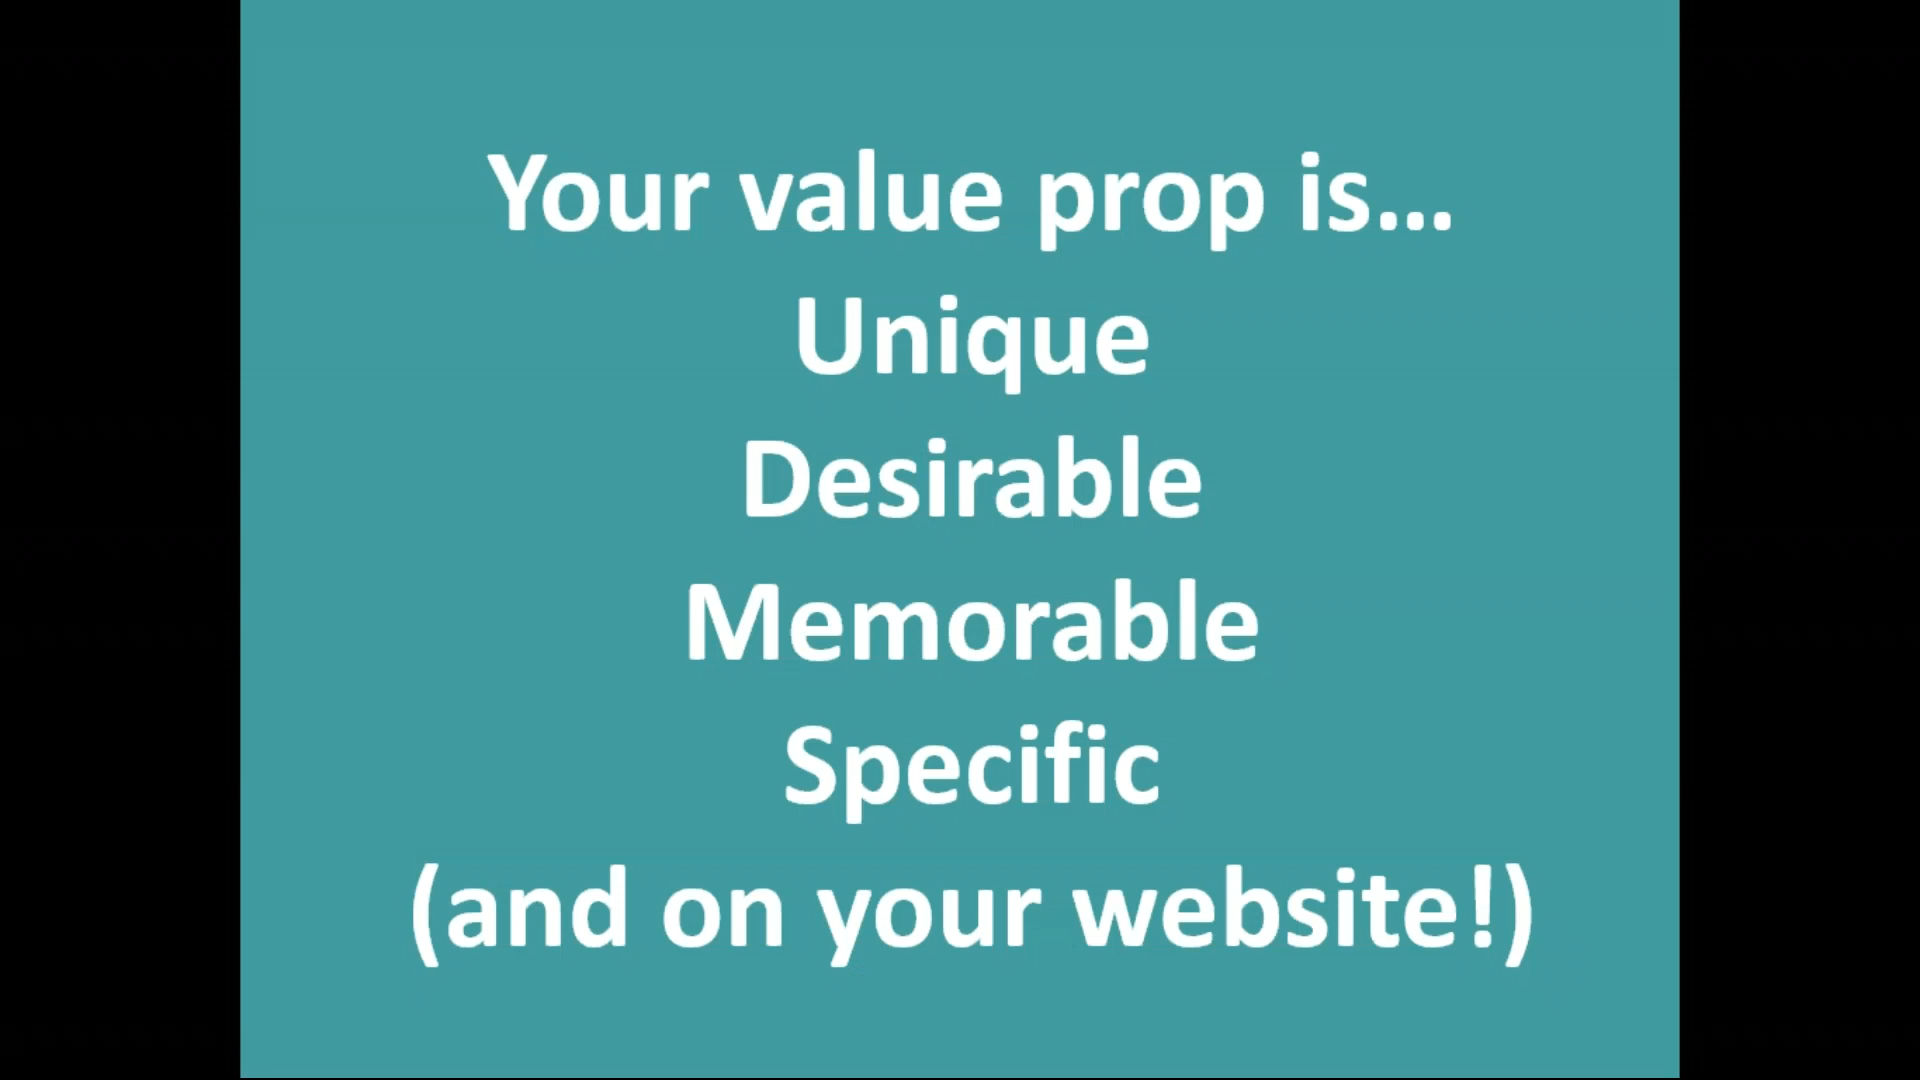 Your value prop is...
Unique
Desirable
Memorable
Specific
(and on your website!)